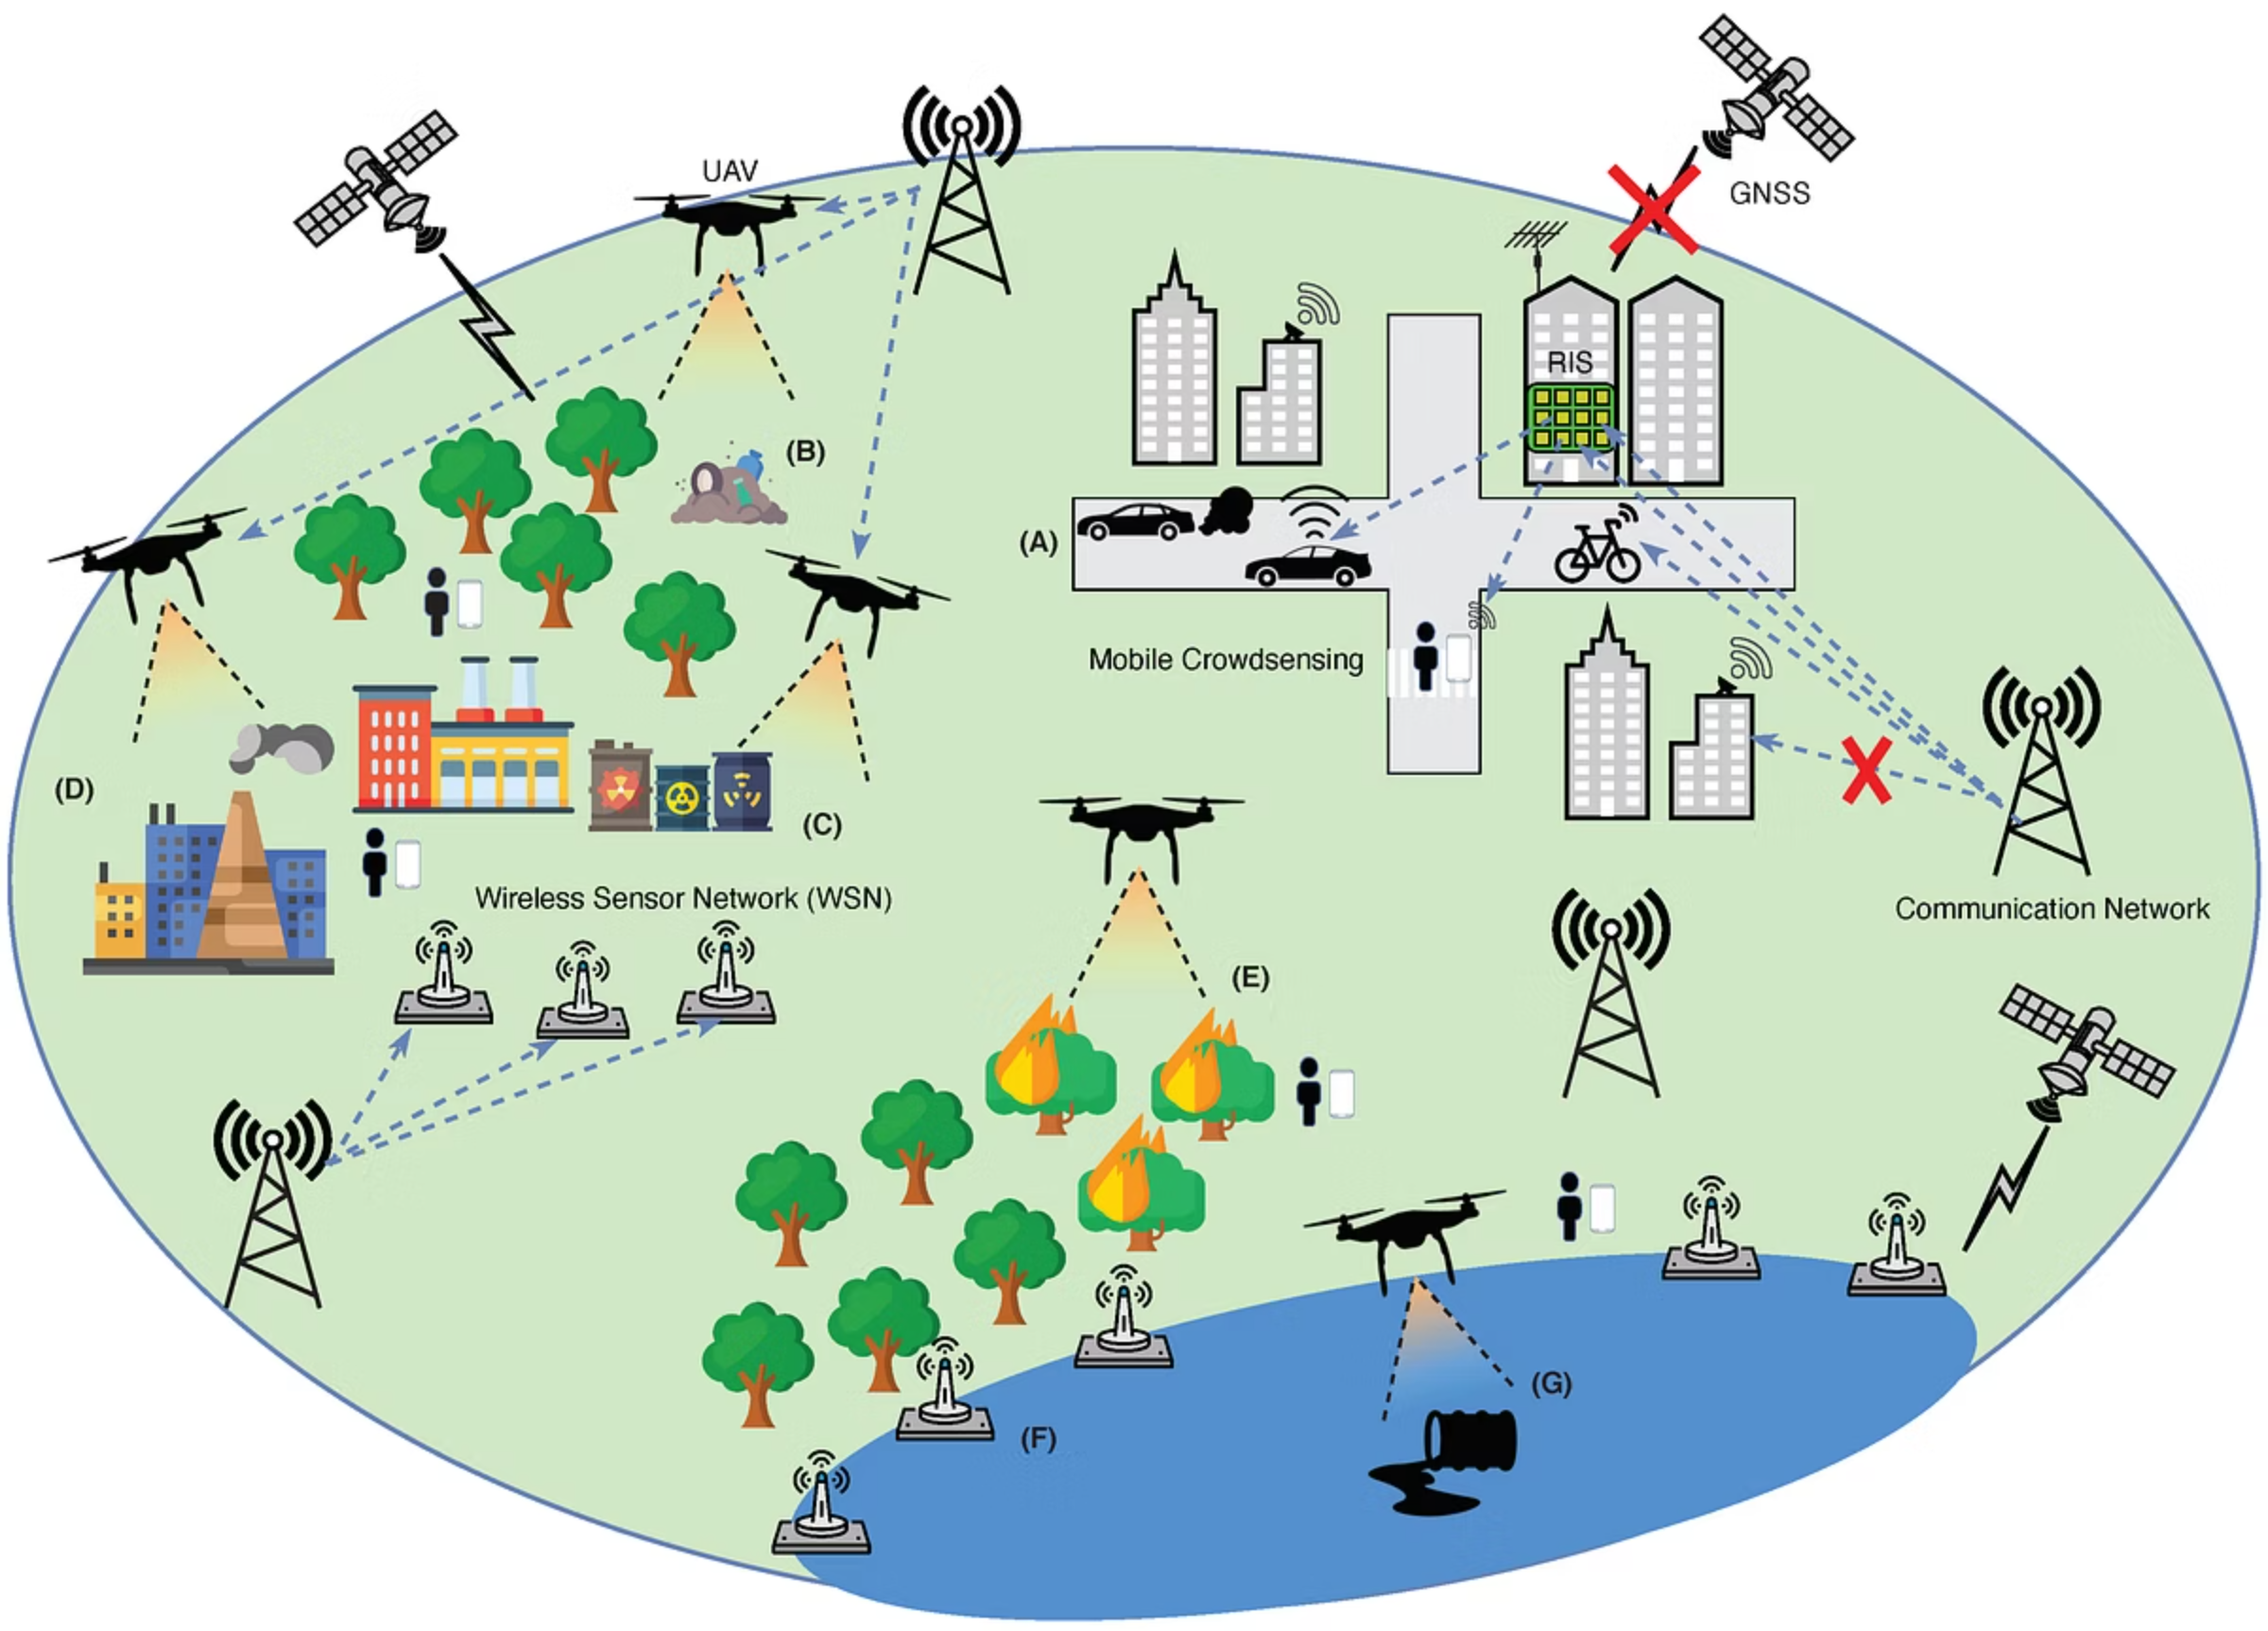 UAV
GNSS
RIS
(B)
(A)
Mobile Crowdsensing
(D)
(C)
Wireless Sensor Network (WSN)
Communication Network
(E)
(G)
(F)